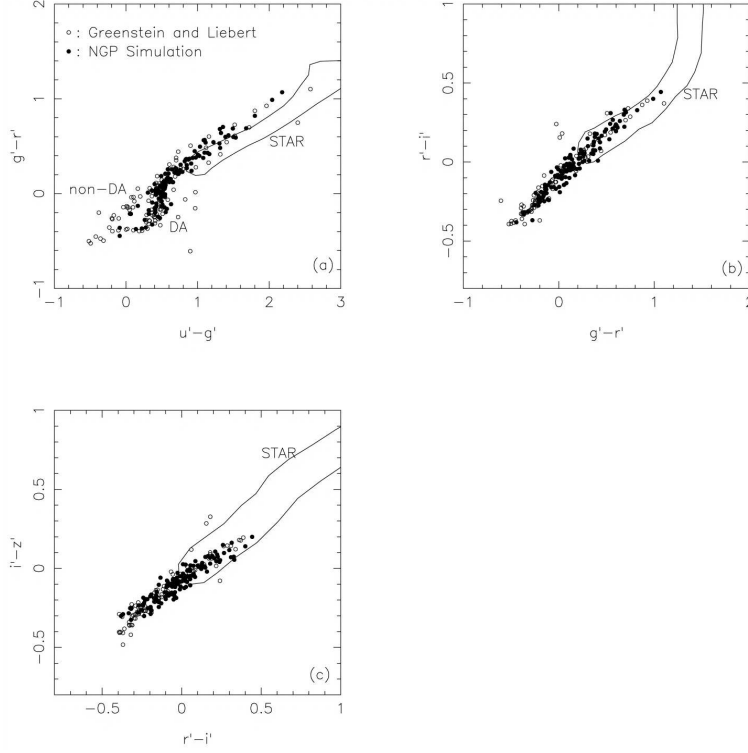 ○ : Greenstein and Liebert
● : NGP Simulation
2
1
0
−1
g'−r'
non−DA
DA
STAR
(a)
−1
0
1
2
3
u'−g'
1
0.5
0
−0.5
r'−i'
STAR
(b)
−1
0
1
2
g'−r'
1
0.5
0
−0.5
i'−z'
STAR
(c)
−0.5
0
0.5
1
r'−i'